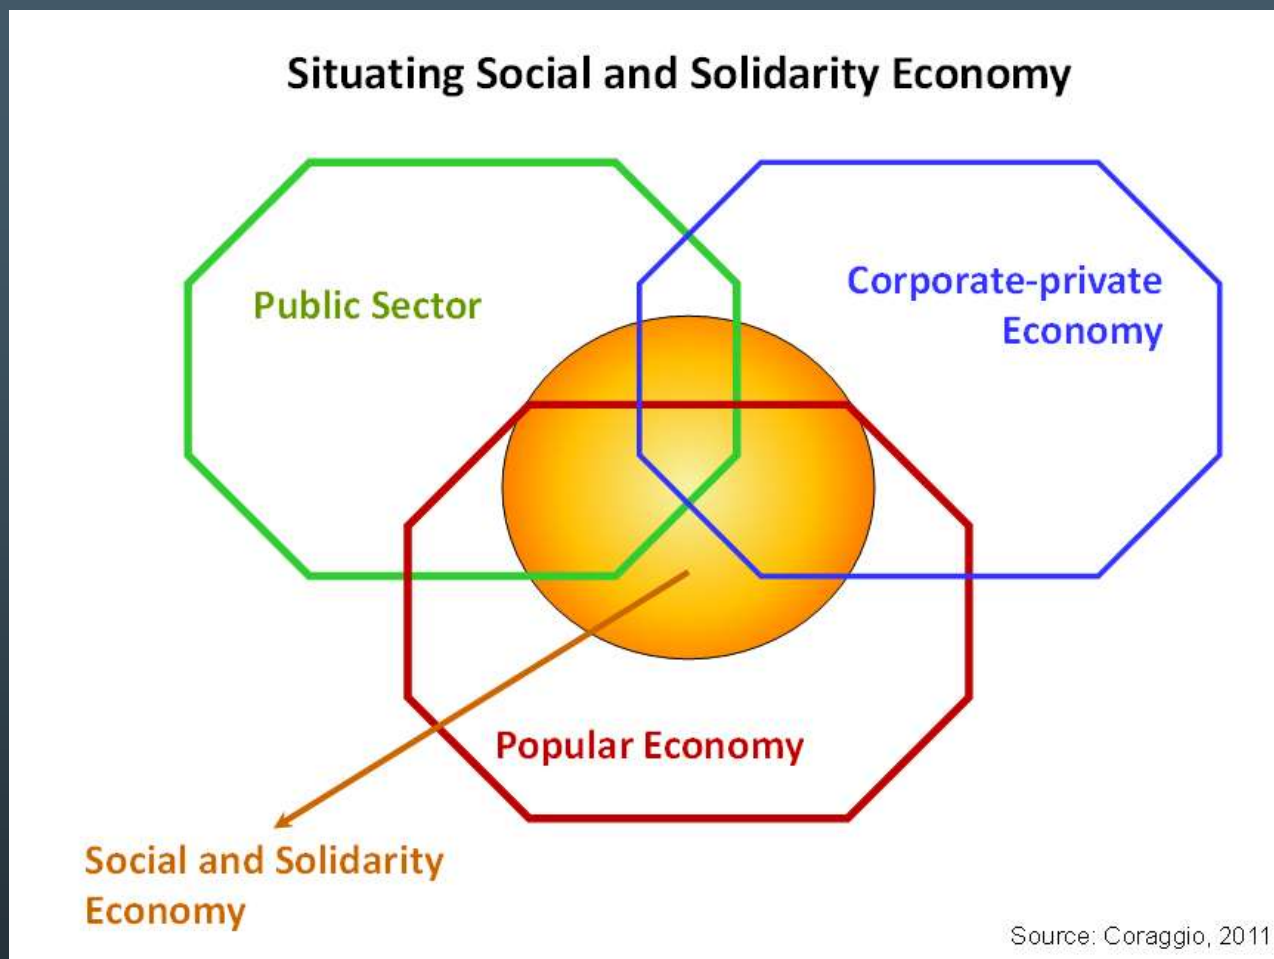 Situating Social and Solidarity Economy
Public Sector
Corporate-private
Economy
Popular Economy
Social and Solidarity
Economy
Source: Coraggio, 2011